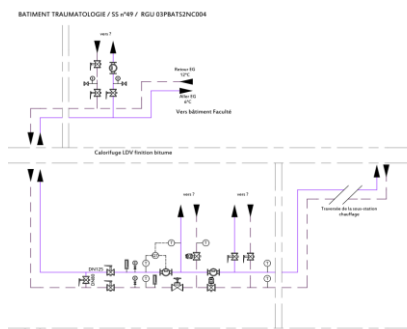 BATIMENT TRAUMATOLOGIE / SS n°49 / RGU 03PBATS2NC004
vers ?
Retour EG
12°C
Aller EG
6°C
Vers bâtiment Faculté
Calorifuge LDV finition bitume
vers ?
vers ?
Traversée de la sous-station
chauffage
DN125